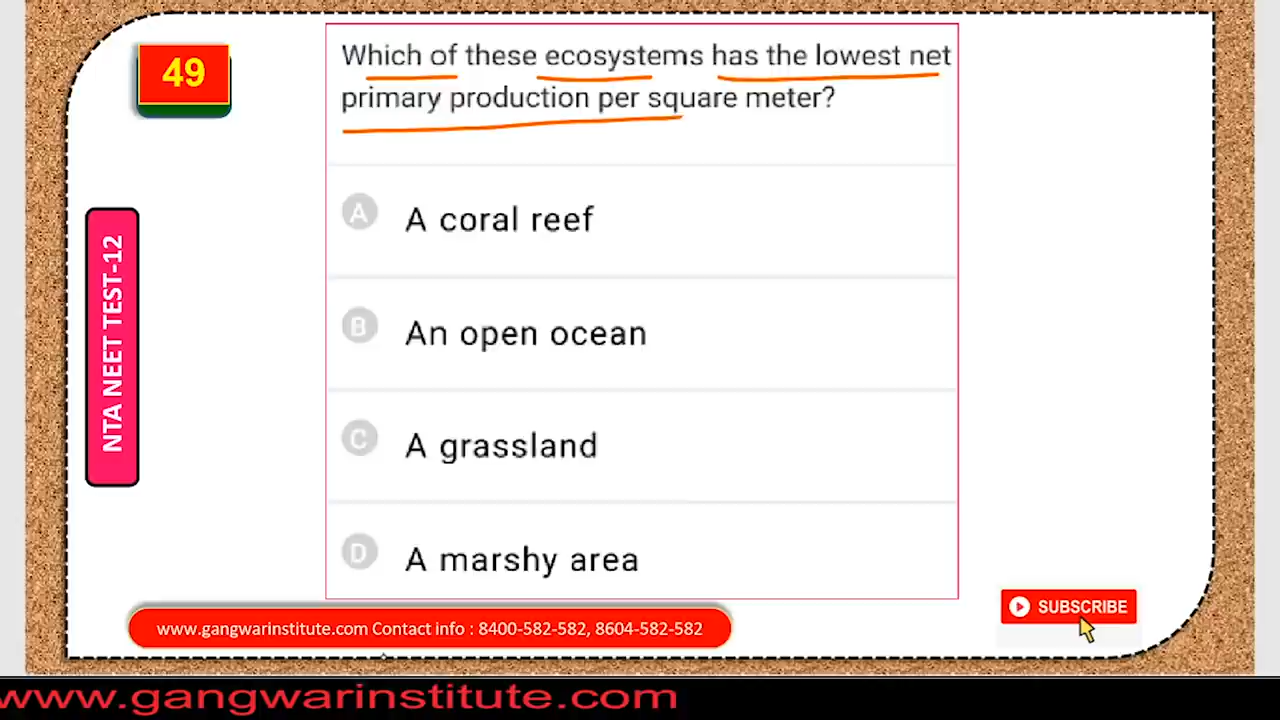 49
Which of these ecosystems has the lowest net
primary production per square meter?
NTA NEET TEST-12
A A coral reef
B An open ocean
C A grassland
D A marshy area
SUBSCRIBE
www.gangwarinstitute.com Contact info : 8400-582-582, 8604-582-582
www.gangwarinstitute.com